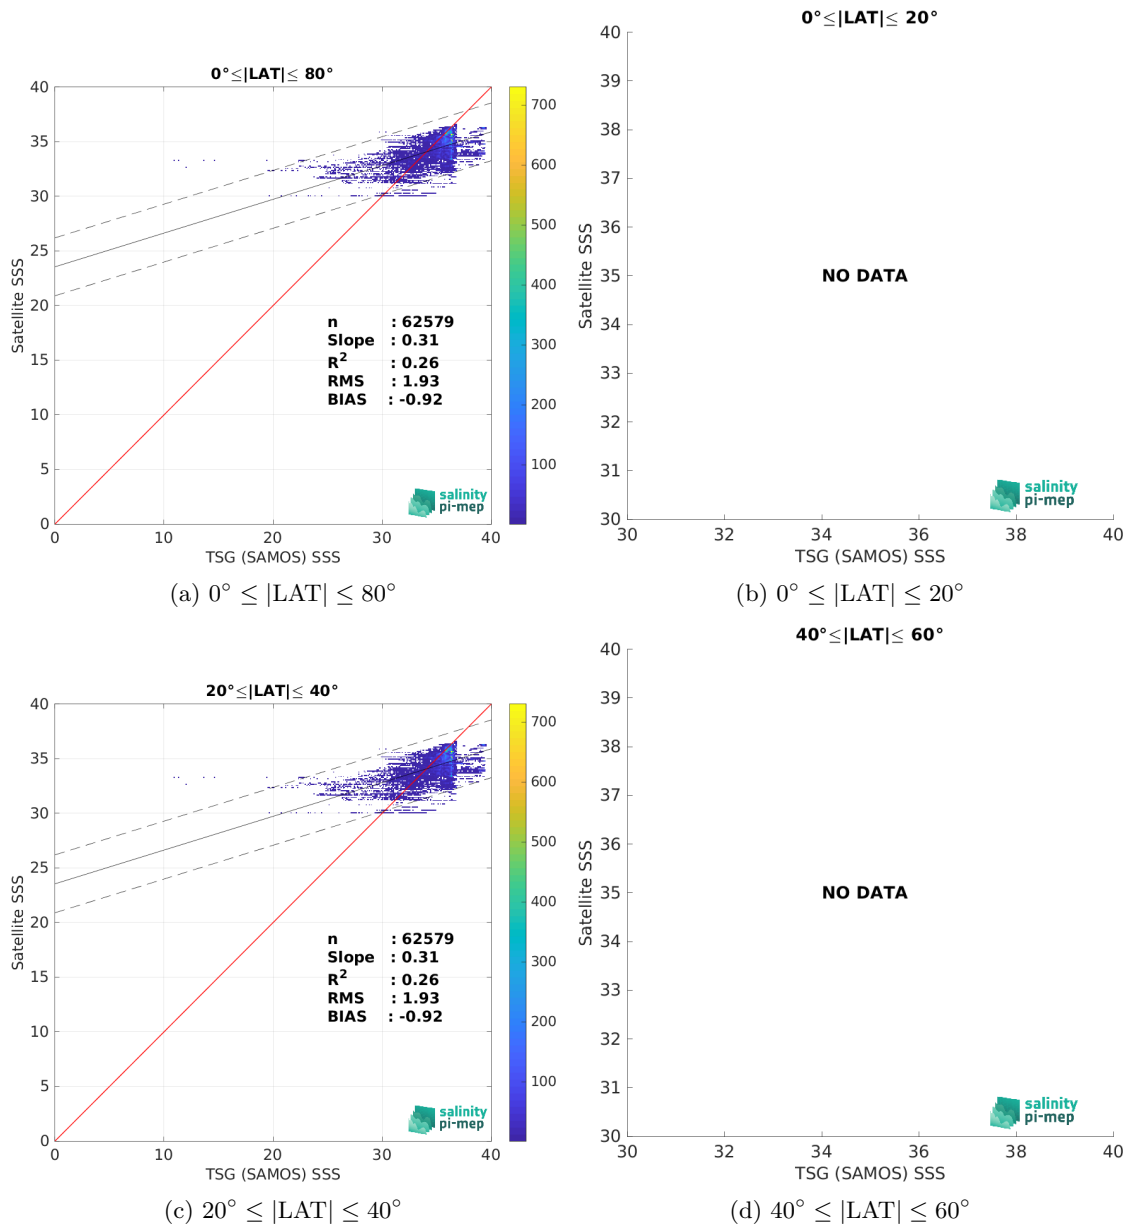 0°≤|LAT|≤ 80°
Satellite SSS
40
35
30
25
20
15
10
5
0
n : 62579
Slope : 0.31
R² : 0.26
RMS : 1.93
BIAS : -0.92
salinity
pi-mep
0 10 20 30 40
TSG (SAMOS) SSS
700
600
500
400
300
200
100
(a) 0° ≤ |LAT| ≤ 80°
0°≤|LAT|≤ 20°
Satellite SSS
40
39
38
37
36
35
34
33
32
31
30
NO DATA
salinity
pi-mep
30 32 34 36 38 40
TSG (SAMOS) SSS
(b) 0° ≤ |LAT| ≤ 20°
20°≤|LAT|≤ 40°
Satellite SSS
40
35
30
25
20
15
10
5
0
n : 62579
Slope : 0.31
R² : 0.26
RMS : 1.93
BIAS : -0.92
salinity
pi-mep
0 10 20 30 40
TSG (SAMOS) SSS
700
600
500
400
300
200
100
(c) 20° ≤ |LAT| ≤ 40°
40°≤|LAT|≤ 60°
Satellite SSS
40
39
38
37
36
35
34
33
32
31
30
NO DATA
salinity
pi-mep
30 32 34 36 38 40
TSG (SAMOS) SSS
(d) 40° ≤ |LAT| ≤ 60°